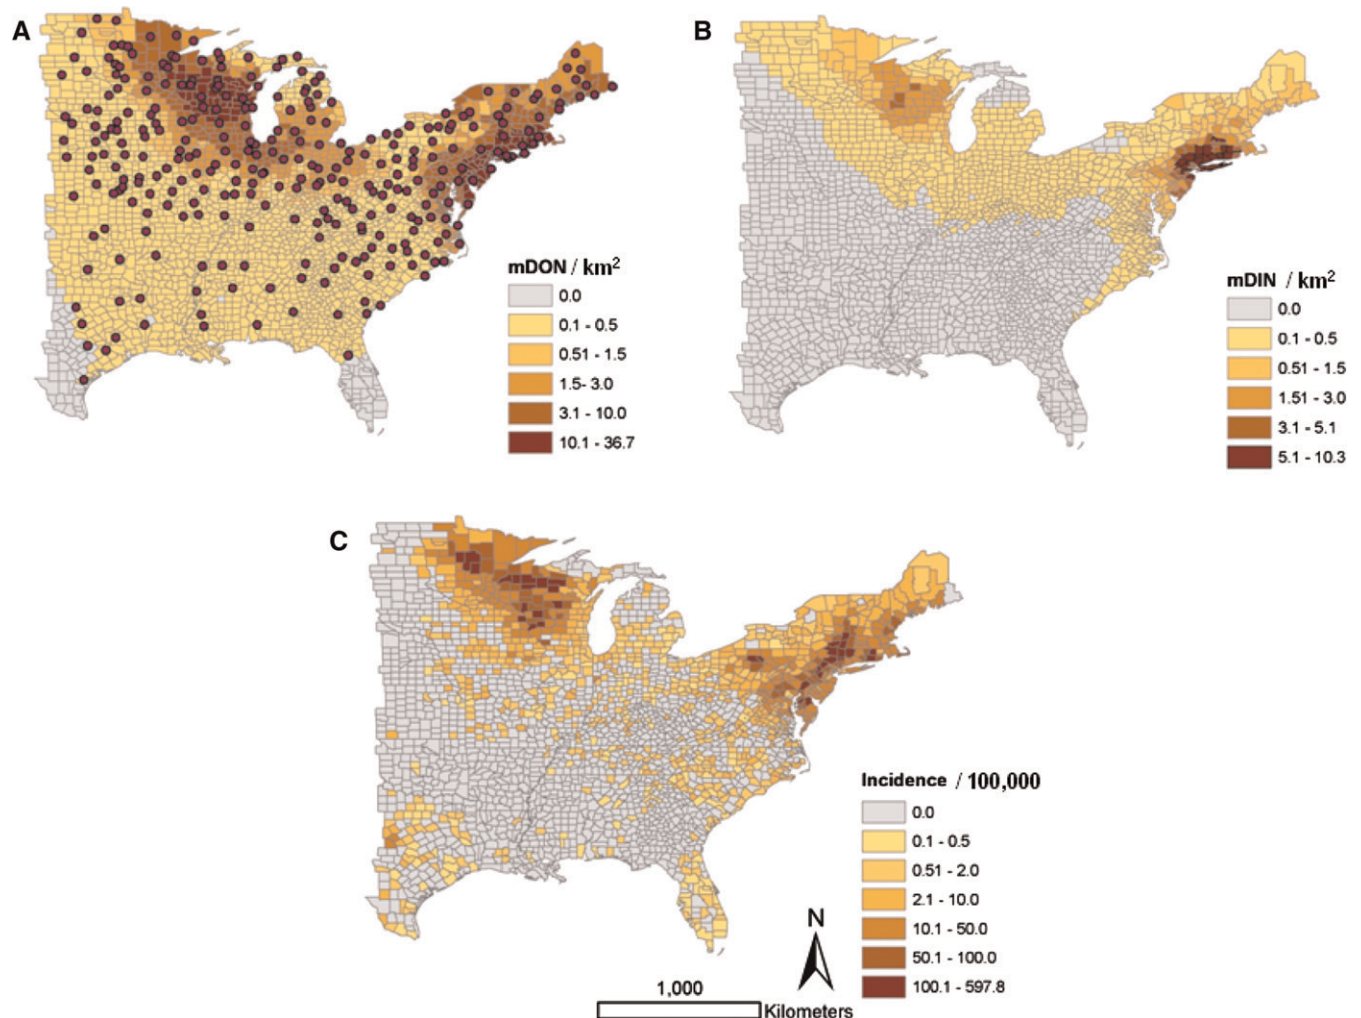 A
mDON / km²
0.0
0.1 - 0.5
0.51 - 1.5
1.5- 3.0
3.1 - 10.0
10.1 - 36.7
B
mDIN / km²
0.0
0.1 - 0.5
0.51 - 1.5
1.51 - 3.0
3.1 - 5.1
5.1 - 10.3
C
Incidence / 100,000
0.0
0.1 - 0.5
0.51 - 2.0
2.1 - 10.0
10.1 - 50.0
50.1 - 100.0
100.1 - 597.8
N
1,000
Kilometers